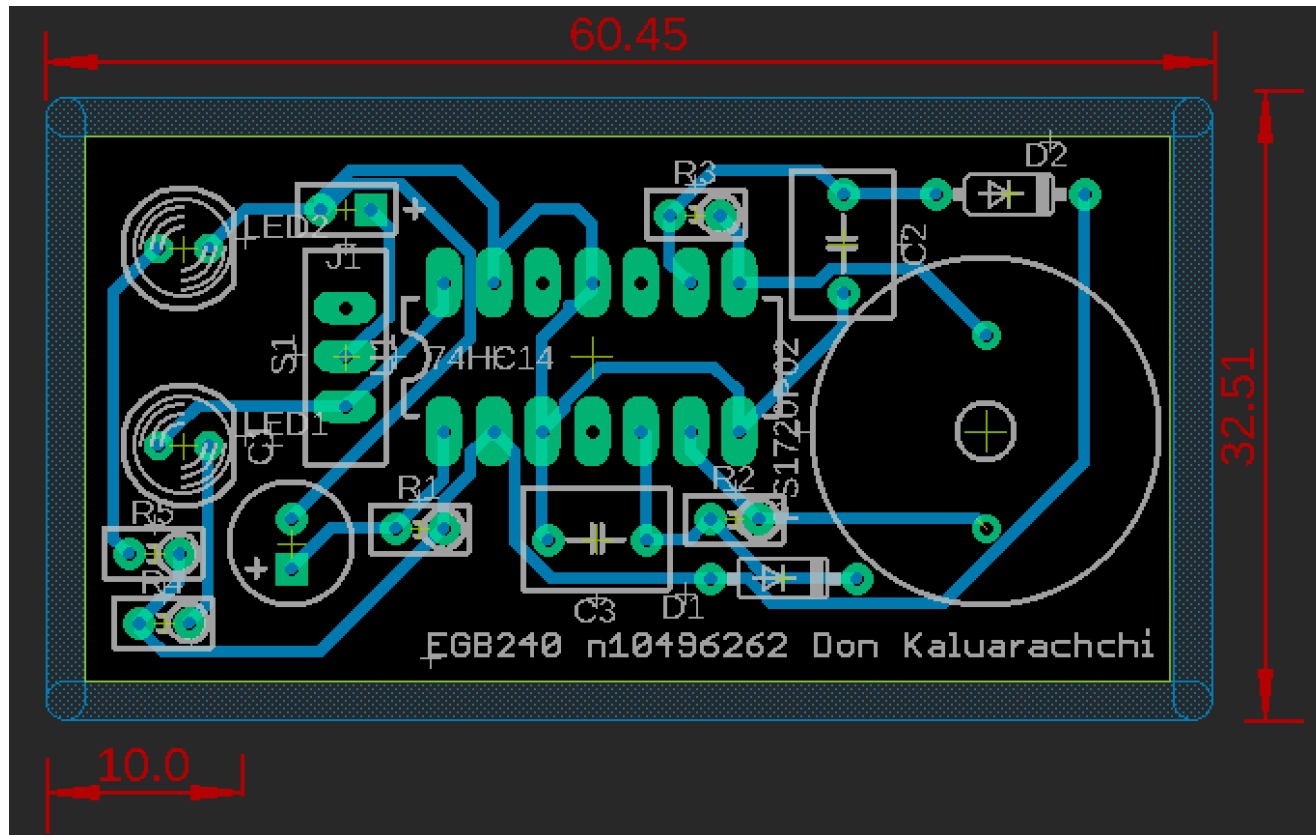 60.45
D2
R3
LED2
J1
C2
S1
U1
74HC14
32.51
LED1
C1
R1
R2
R5
R4
C3
D1
EGB240 n10496262 Don Kaluarachchi
10.0